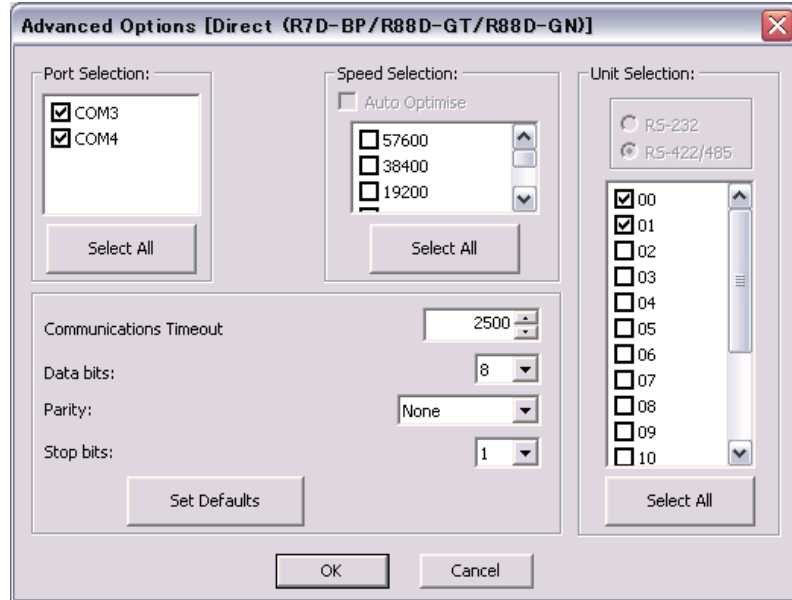 Advanced Options [Direct (R7D-BP/R88D-GT/R88D-GN)]
Port Selection:
COM3
COM4
Select All
Speed Selection:
Auto Optimise
57600
38400
19200
Select All
Unit Selection:
RS-232
RS-422/485
00
01
02
03
04
05
06
07
08
09
10
Select All
Communications Timeout 2500
Data bits: 8
Parity: None
Stop bits: 1
Set Defaults
OK Cancel